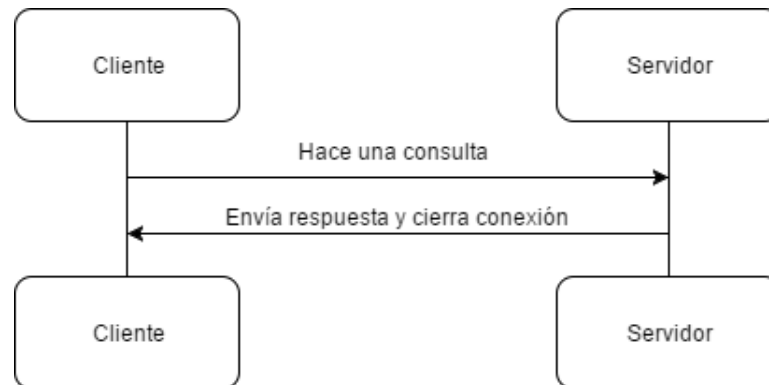 Cliente
Servidor
Hace una consulta
Envía respuesta y cierra conexión
Cliente
Servidor